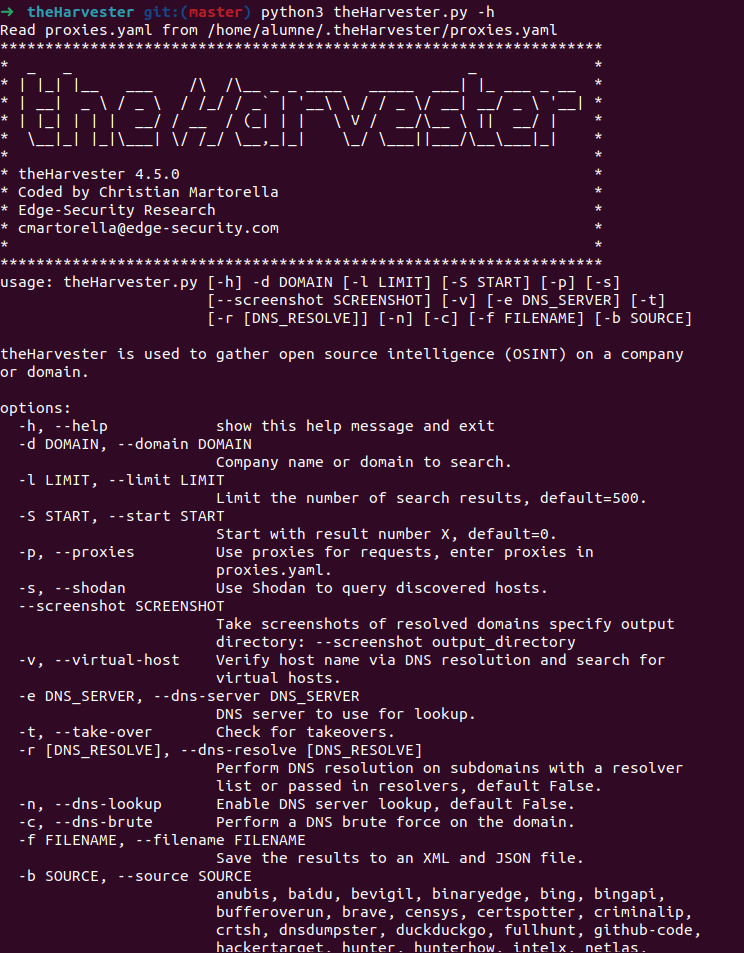 ➜  theHarvester git:(master) python3 theHarvester.py -h
Read proxies.yaml from /home/alumne/.theHarvester/proxies.yaml
*******************************************************************
*  _   _                                            _             *
* | |_| |__   ___    /\  /\__ _ _ ____   _____  ___| |_ ___ _ __  *
* | __|  _ \ / _ \  / /_/ / _` | '__\ \ / / _ \/ __| __/ _ \ '__| *
* | |_| | | |  __/ / __  / (_| | |   \ V /  __/\__ \ ||  __/ |    *
*  \__|_| |_|\___| \/ /_/ \__,_|_|    \_/ \___||___/\__\___|_|    *
*                                                                 *
* theHarvester 4.5.0                                              *
* Coded by Christian Martorella                                   *
* Edge-Security Research                                          *
* cmartorella@edge-security.com                                   *
*                                                                 *
*******************************************************************
usage: theHarvester.py [-h] -d DOMAIN [-l LIMIT] [-S START] [-p] [-s]
                       [--screenshot SCREENSHOT] [-v] [-e DNS_SERVER] [-t]
                       [-r [DNS_RESOLVE]] [-n] [-c] [-f FILENAME] [-b SOURCE]

theHarvester is used to gather open source intelligence (OSINT) on a company
or domain.

options:
  -h, --help            show this help message and exit
  -d DOMAIN, --domain DOMAIN
                        Company name or domain to search.
  -l LIMIT, --limit LIMIT
                        Limit the number of search results, default=500.
  -S START, --start START
                        Start with result number X, default=0.
  -p, --proxies         Use proxies for requests, enter proxies in
                        proxies.yaml.
  -s, --shodan          Use Shodan to query discovered hosts.
  --screenshot SCREENSHOT
                        Take screenshots of resolved domains specify output
                        directory: --screenshot output_directory
  -v, --virtual-host    Verify host name via DNS resolution and search for
                        virtual hosts.
  -e DNS_SERVER, --dns-server DNS_SERVER
                        DNS server to use for lookup.
  -t, --take-over       Check for takeovers.
  -r [DNS_RESOLVE], --dns-resolve [DNS_RESOLVE]
                        Perform DNS resolution on subdomains with a resolver
                        list or passed in resolvers, default False.
  -n, --dns-lookup      Enable DNS server lookup, default False.
  -c, --dns-brute       Perform a DNS brute force on the domain.
  -f FILENAME, --filename FILENAME
                        Save the results to an XML and JSON file.
  -b SOURCE, --source SOURCE
                        anubis, baidu, bevigil, binaryedge, bing, bingapi,
                        bufferoverun, brave, censys, certspotter, criminalip,
                        crtsh, dnsdumpster, duckduckgo, fullhunt, github-code,
                        hackertarget, hunter, hunterhow, intelx, netlas,